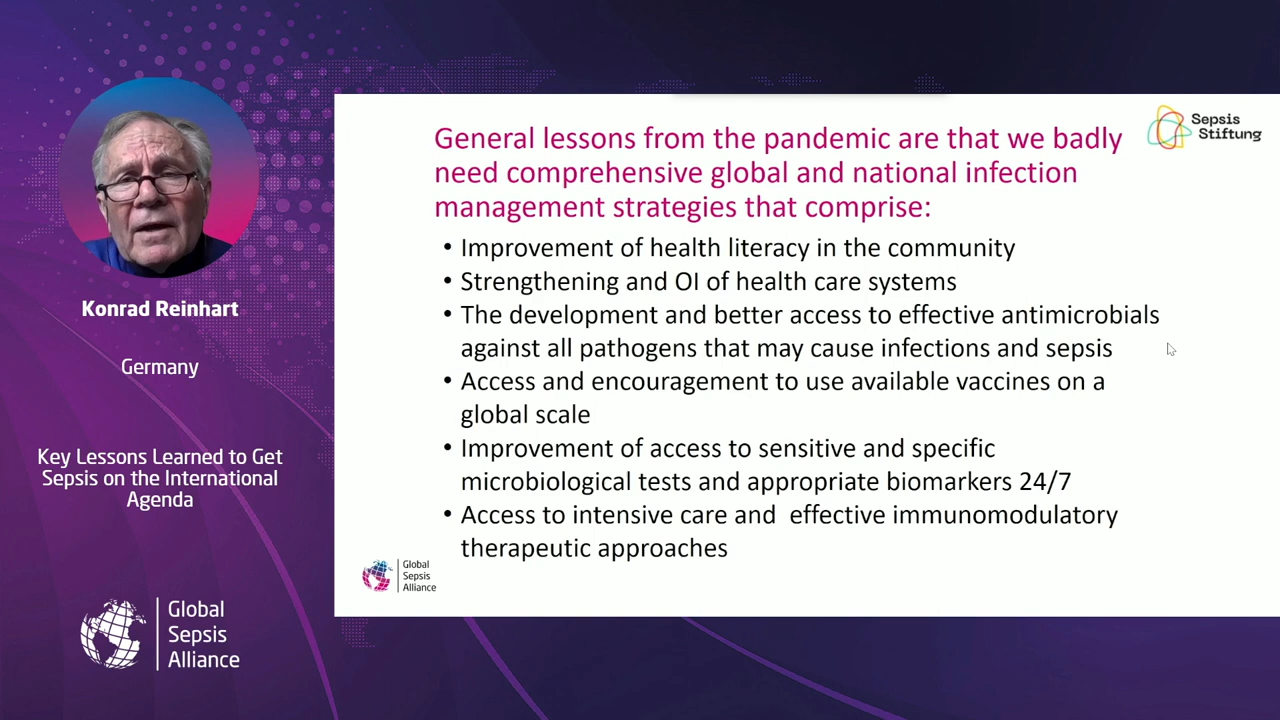 Konrad Reinhart
Germany
Key Lessons Learned to Get
Sepsis on the International
Agenda
Global
Sepsis
Alliance
Sepsis
Stiftung
General lessons from the pandemic are that we badly
need comprehensive global and national infection
management strategies that comprise:
• Improvement of health literacy in the community
• Strengthening and OI of health care systems
• The development and better access to effective antimicrobials
against all pathogens that may cause infections and sepsis
• Access and encouragement to use available vaccines on a
global scale
• Improvement of access to sensitive and specific
microbiological tests and appropriate biomarkers 24/7
• Access to intensive care and  effective immunomodulatory
therapeutic approaches
Global
Sepsis
Alliance